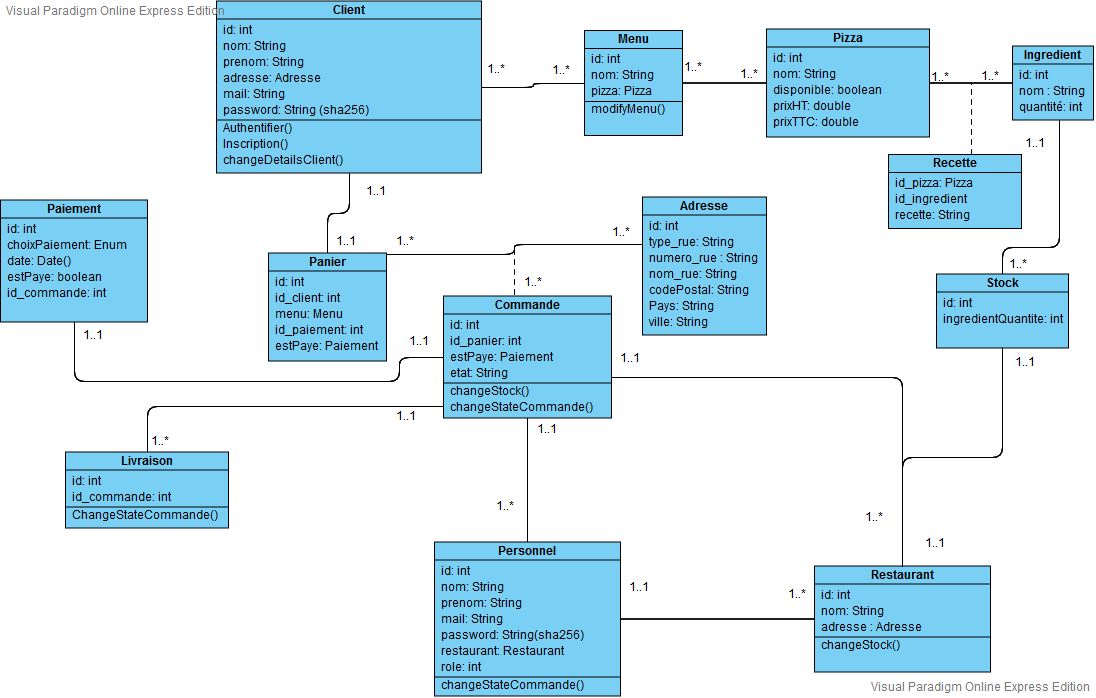 Visual Paradigm Online Express Edition
Client
id: int
nom: String
prenom: String
adresse: Adresse
mail: String
password: String (sha256)
Authentifier()
Inscription()
changeDetailsClient()
1..*
1..*
Menu
id: int
nom: String
pizza: Pizza
modifyMenu()
1..*
1..*
Pizza
id: int
nom: String
disponible: boolean
prixHT: double
prixTTC: double
1..*
1..*
Ingredient
id: int
nom : String
quantité: int
1..1
Recette
id_pizza: Pizza
id_ingredient
recette: String
1..1
1..1
Paiement
id: int
choixPaiement: Enum
date: Date()
estPaye: boolean
id_commande: int
1..1
Panier
id: int
id_client: int
menu: Menu
id_paiement: int
estPaye: Paiement
1..*
1..*
Adresse
id: int
type_rue: String
numero_rue : String
nom_rue: String
codePostal: String
Pays: String
ville: String
1..*
Stock
id: int
ingredientQuantite: int
1..1
1..*
Commande
id: int
id_panier: int
estPaye: Paiement
etat: String
changeStock()
changeStateCommande()
1..1
1..1
1..1
1..1
1..*
Livraison
id: int
id_commande: int
ChangeStateCommande()
1..*
1..*
1..1
Personnel
id: int
nom: String
prenom: String
mail: String
password: String(sha256)
restaurant: Restaurant
role: int
changeStateCommande()
1..1
1..*
Restaurant
id: int
nom: String
adresse : Adresse
changeStock()
Visual Paradigm Online Express Edition